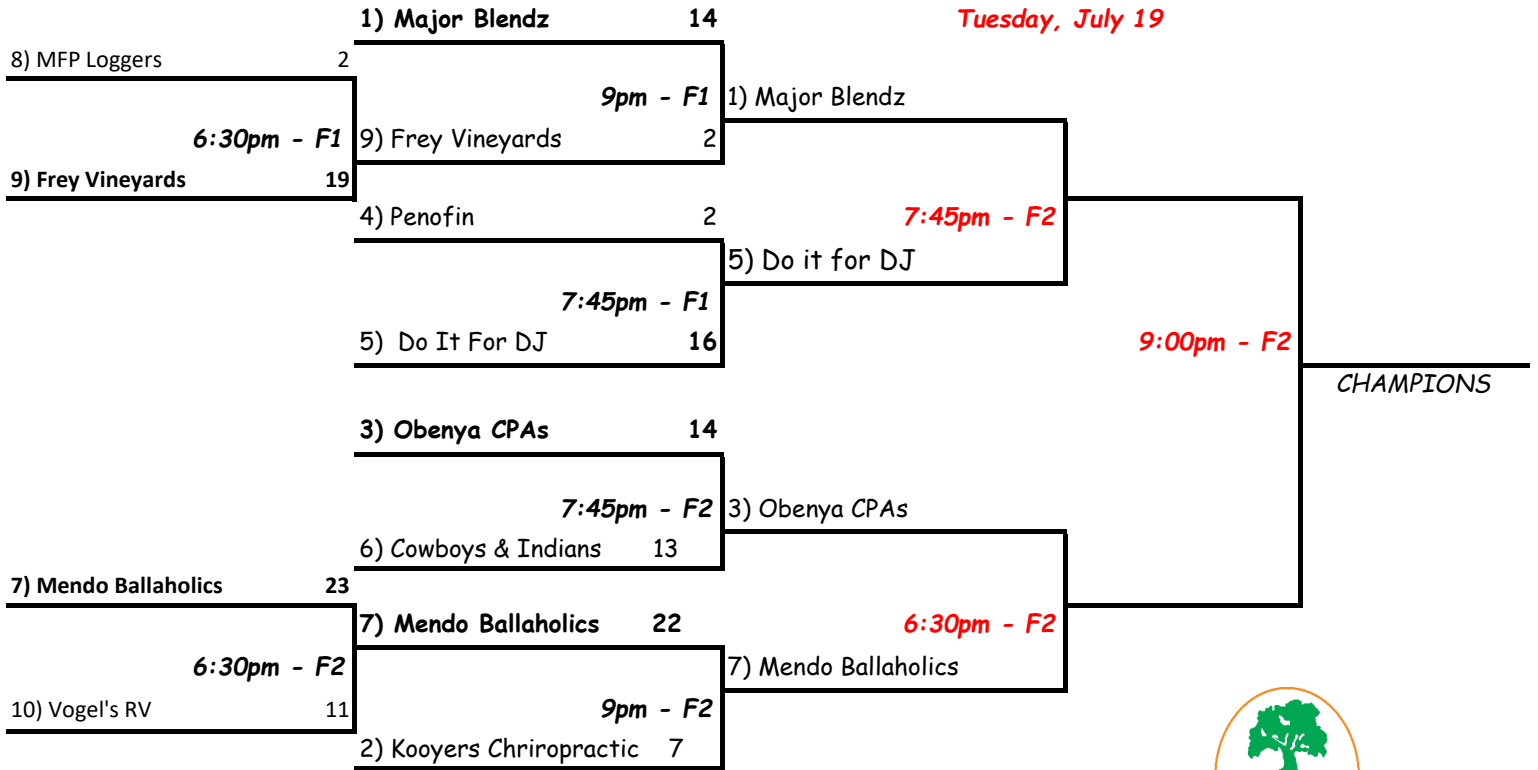 1) Major Blendz 14
Tuesday, July 19
8) MFP Loggers 2
9pm - F1
1) Major Blendz
6:30pm - F1
9) Frey Vineyards 2
9) Frey Vineyards 19
4) Penofin 2
7:45pm - F2
5) Do it for DJ
7:45pm - F1
5) Do It For DJ 16
9:00pm - F2
CHAMPIONS
3) Obenya CPAs 14
7:45pm - F2
3) Obenya CPAs
6) Cowboys & Indians 13
7) Mendo Ballaholics 23
7) Mendo Ballaholics 22
6:30pm - F2
6:30pm - F2
7) Mendo Ballaholics
10) Vogel's RV 11
9pm - F2
2) Kooyers Chriropractic 7